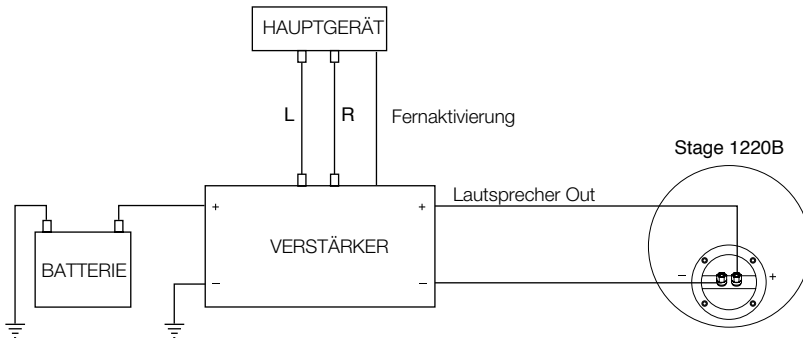 HAUPTGERÄT
L
R
Fernaktivierung
Stage 1220B
+
+
Lautsprecher Out
BATTERIE
VERSTÄRKER
–
+
–
–